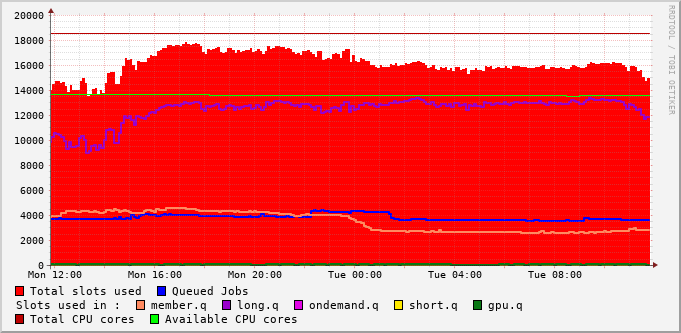 20000
18000
16000
14000
12000
10000
8000
6000
4000
2000
0
Mon 12:00 Mon 16:00 Mon 20:00 Tue 00:00 Tue 04:00 Tue 08:00
RRDTOOL / TOBI OETIKER
Total slots used Queued Jobs
Slots used in : member.q long.q ondemand.q short.q gpu.q
Total CPU cores Available CPU cores